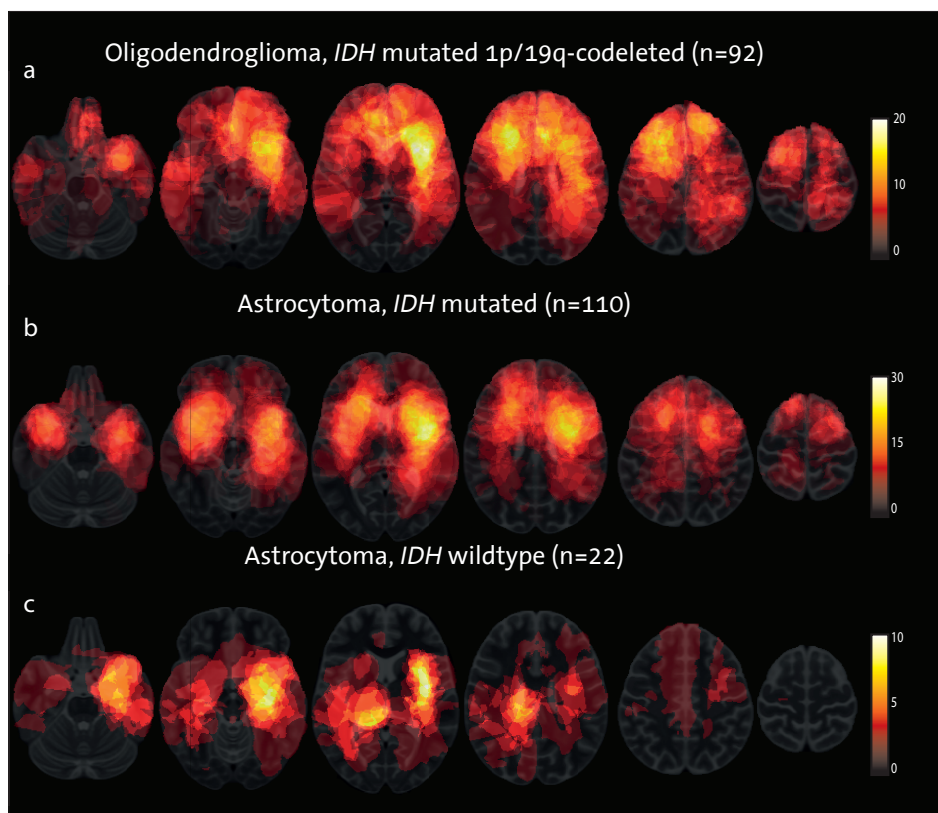 Oligodendroglioma, IDH mutated 1p/19q-codeleted (n=92)
a
20
10
0
Astrocytoma, IDH mutated (n=110)
b
30
15
0
Astrocytoma, IDH wildtype (n=22)
c
10
5
0